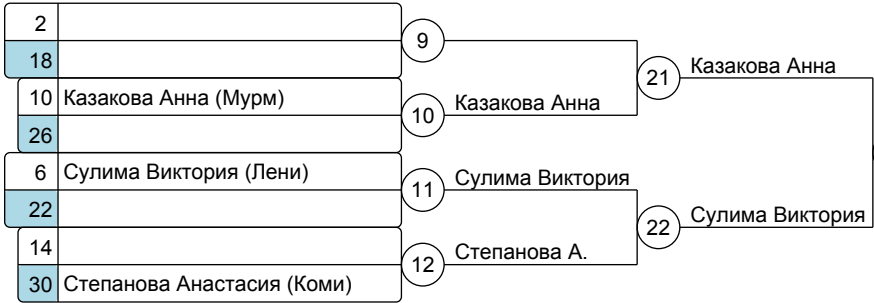 2
18
9
10 Казакова Анна (Мурм)
26
10
Казакова Анна
21
Казакова Анна
6 Сулима Виктория (Лени)
22
11
Сулима Виктория
14
30 Степанова Анастасия (Коми)
12
Степанова А.
22
Сулима Виктория